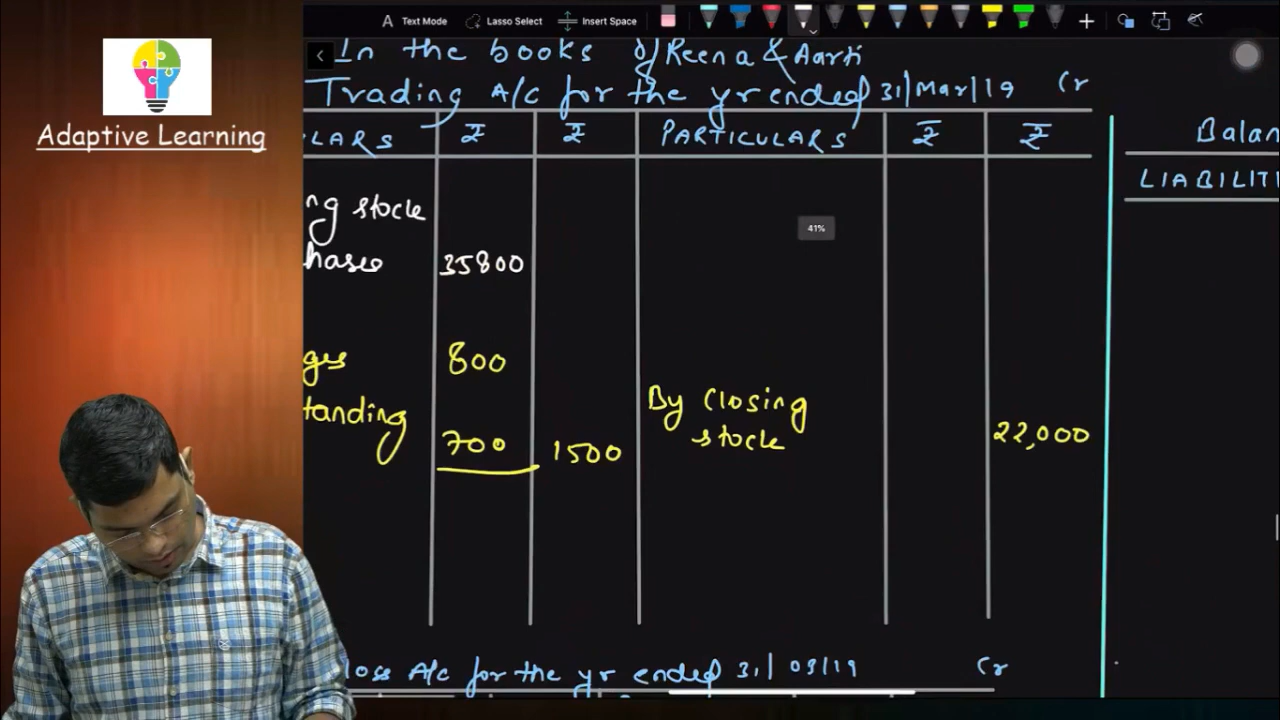 Text Mode
Lasso Select
Insert Space
Adaptive Learning
In the books of Reena & Aarti
Trading A/c for the yr ended 31/Mar/19 Cr
LARS ₹ ₹ PARTICULARS ₹ ₹
Balan
LIABILITI
41%
ng stock
hases 35800
ges 800
tanding
700 1500
By closing
stock 22,000
loss A/c for the yr ended 31/03/19 Cr